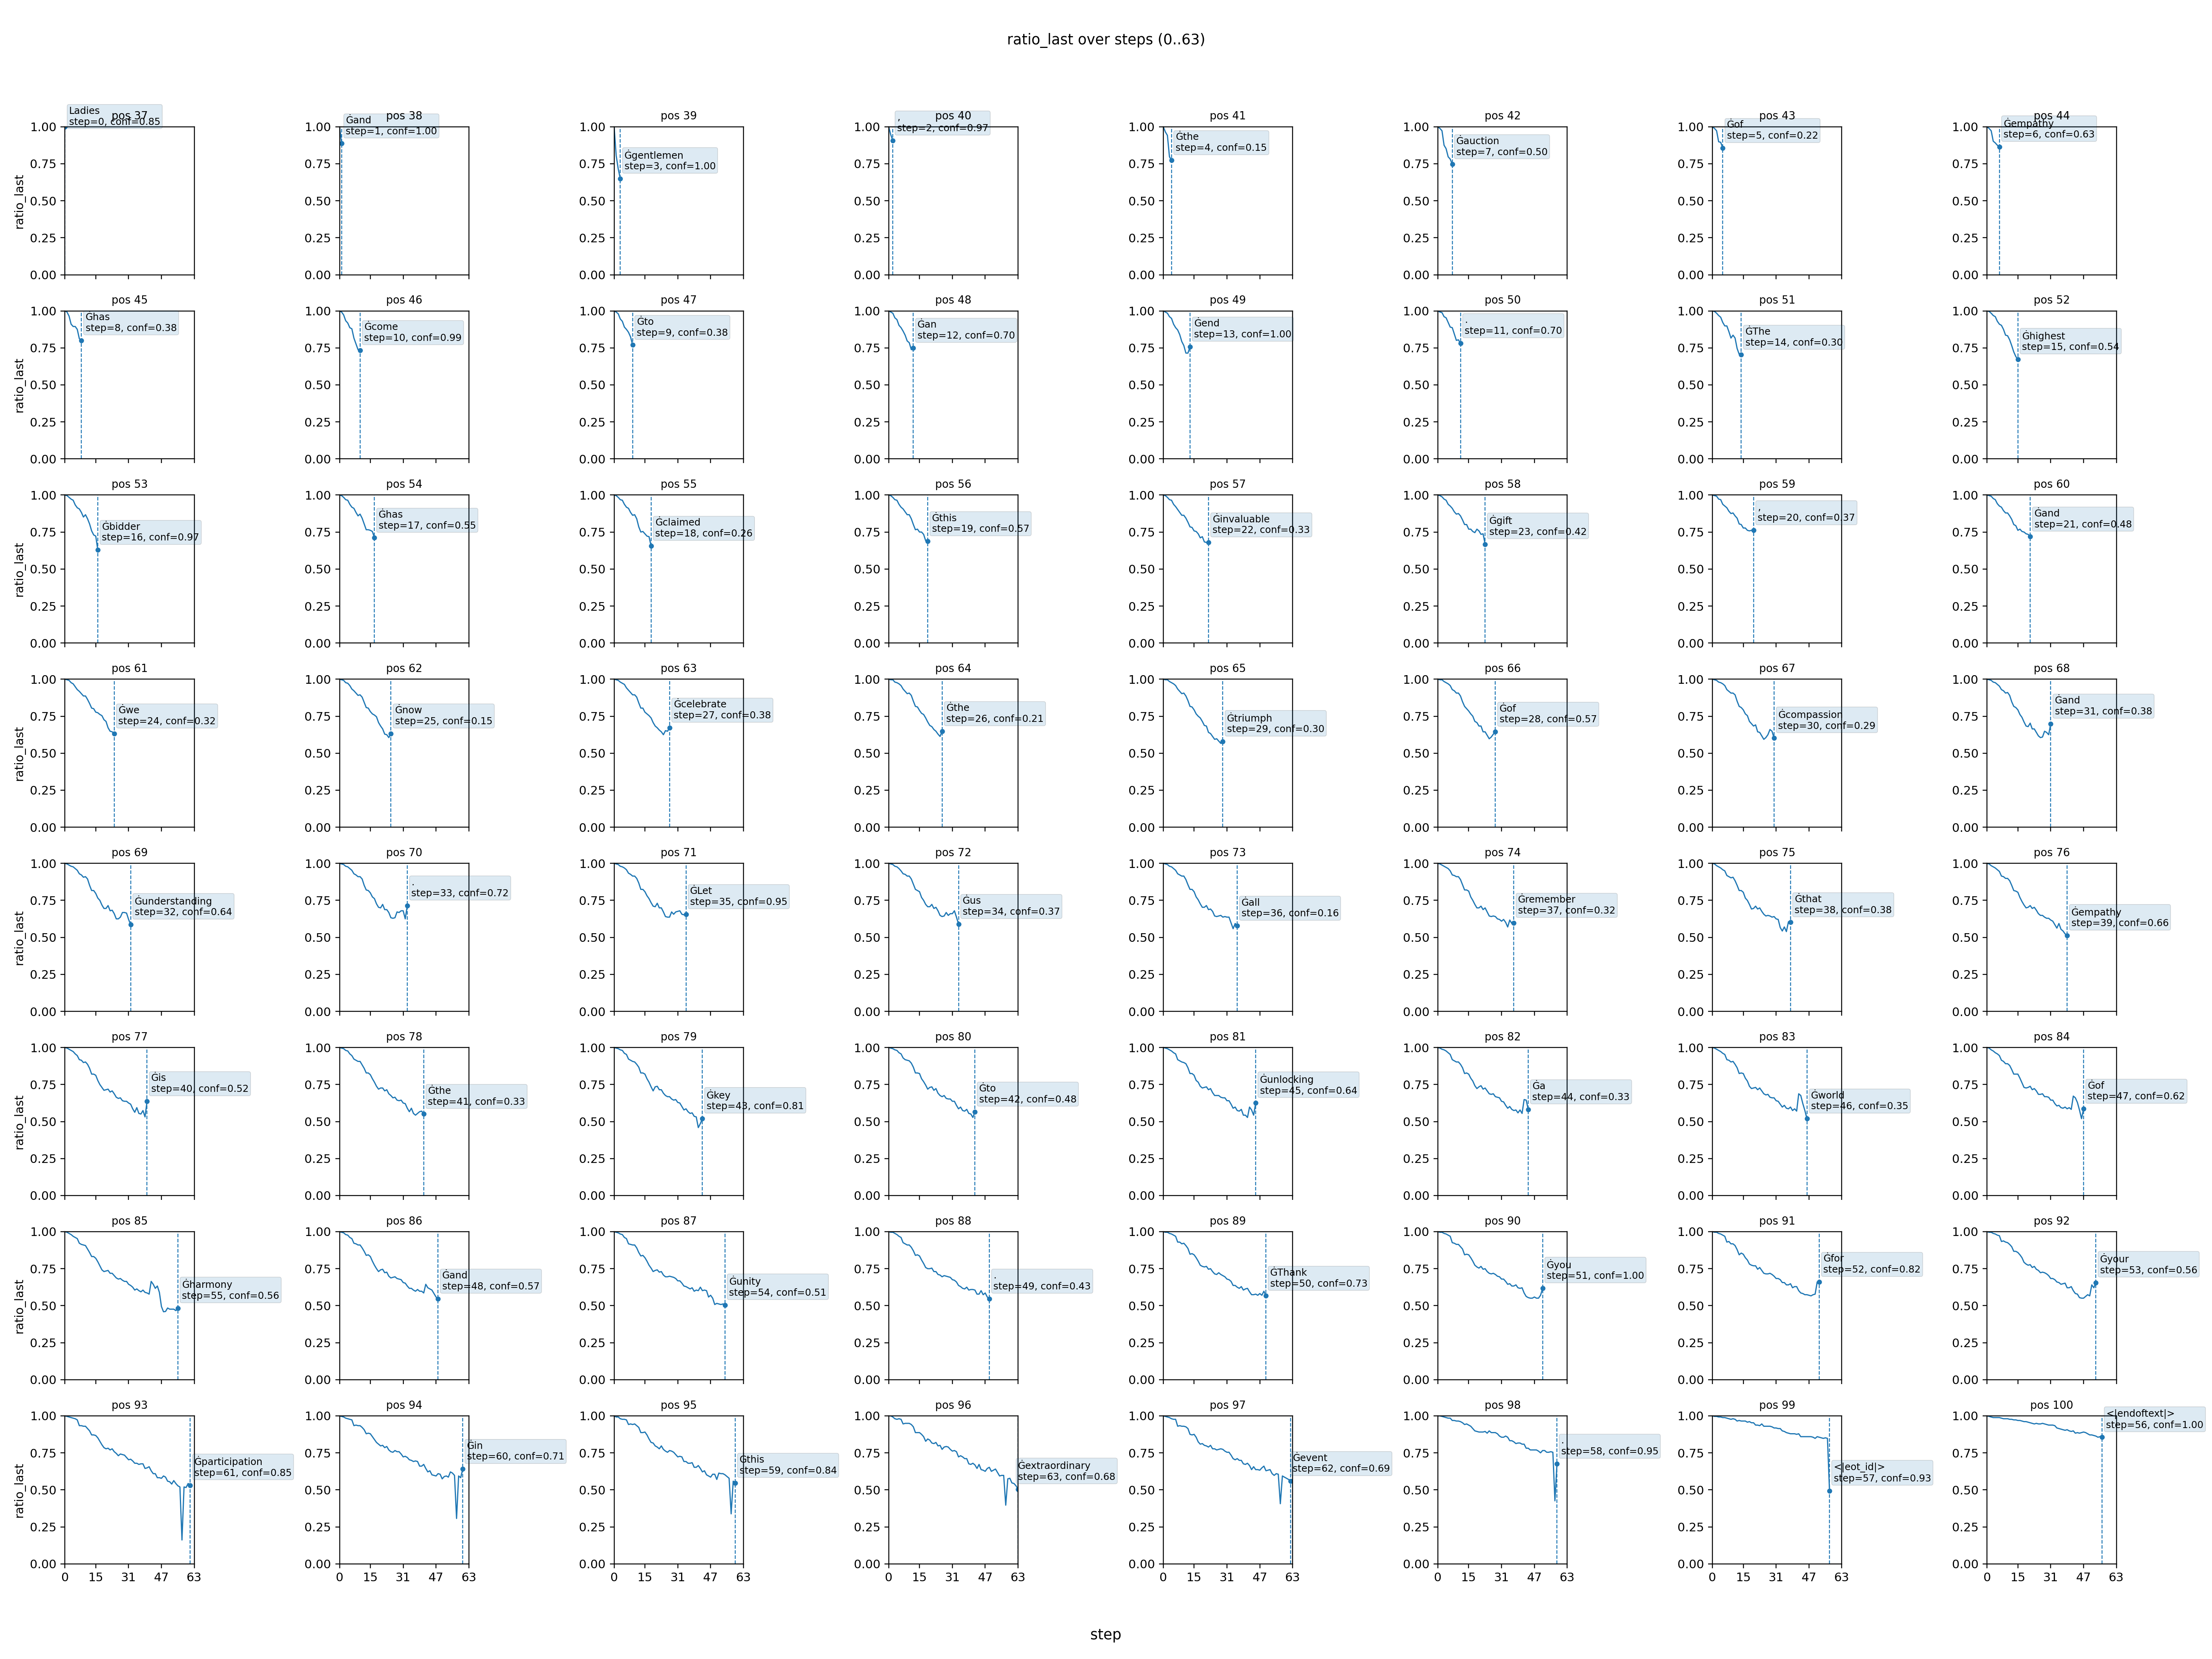 ratio_last over steps (0..63)
pos 37
Ladies
step=0, conf=0.85
pos 38
Ġand
step=1, conf=1.00
pos 39
Ġgentlemen
step=3, conf=1.00
pos 40
,
step=2, conf=0.97
pos 41
Ġthe
step=4, conf=0.15
pos 42
Ġauction
step=7, conf=0.50
pos 43
Ġof
step=5, conf=0.22
pos 44
Ġempathy
step=6, conf=0.63
pos 45
Ġhas
step=8, conf=0.38
pos 46
Ġcome
step=10, conf=0.99
pos 47
Ġto
step=9, conf=0.38
pos 48
Ġan
step=12, conf=0.70
pos 49
Ġend
step=13, conf=1.00
pos 50
.
step=11, conf=0.70
pos 51
ĠThe
step=14, conf=0.30
pos 52
Ġhighest
step=15, conf=0.54
pos 53
Ġbidder
step=16, conf=0.97
pos 54
Ġhas
step=17, conf=0.55
pos 55
Ġclaimed
step=18, conf=0.26
pos 56
Ġthis
step=19, conf=0.57
pos 57
Ġinvaluable
step=22, conf=0.33
pos 58
Ġgift
step=23, conf=0.42
pos 59
,
step=20, conf=0.37
pos 60
Ġand
step=21, conf=0.48
pos 61
Ġwe
step=24, conf=0.32
pos 62
Ġnow
step=25, conf=0.15
pos 63
Ġcelebrate
step=27, conf=0.38
pos 64
Ġthe
step=26, conf=0.21
pos 65
Ġtriumph
step=29, conf=0.30
pos 66
Ġof
step=28, conf=0.57
pos 67
Ġcompassion
step=30, conf=0.29
pos 68
Ġand
step=31, conf=0.38
pos 69
Ġunderstanding
step=32, conf=0.64
pos 70
.
step=33, conf=0.72
pos 71
ĠLet
step=35, conf=0.95
pos 72
Ġus
step=34, conf=0.37
pos 73
Ġall
step=36, conf=0.16
pos 74
Ġremember
step=37, conf=0.32
pos 75
Ġthat
step=38, conf=0.38
pos 76
Ġempathy
step=39, conf=0.66
pos 77
Ġis
step=40, conf=0.52
pos 78
Ġthe
step=41, conf=0.33
pos 79
Ġkey
step=43, conf=0.81
pos 80
Ġto
step=42, conf=0.48
pos 81
Ġunlocking
step=45, conf=0.64
pos 82
Ġa
step=44, conf=0.33
pos 83
Ġworld
step=46, conf=0.35
pos 84
Ġof
step=47, conf=0.62
pos 85
Ġharmony
step=55, conf=0.56
pos 86
Ġand
step=48, conf=0.57
pos 87
Ġunity
step=54, conf=0.51
pos 88
.
step=49, conf=0.43
pos 89
ĠThank
step=50, conf=0.73
pos 90
Ġyou
step=51, conf=1.00
pos 91
Ġfor
step=52, conf=0.82
pos 92
Ġyour
step=53, conf=0.56
pos 93
Ġparticipation
step=61, conf=0.85
pos 94
Ġin
step=60, conf=0.71
pos 95
Ġthis
step=59, conf=0.84
pos 96
Ġextraordinary
step=63, conf=0.68
pos 97
Ġevent
step=62, conf=0.69
pos 98
.
step=58, conf=0.95
pos 99
<|eot_id|>
step=57, conf=0.93
pos 100
<|endoftext|>
step=56, conf=1.00
ratio_last
1.00
0.75
0.50
0.25
0.00
0 15 31 47 63
step